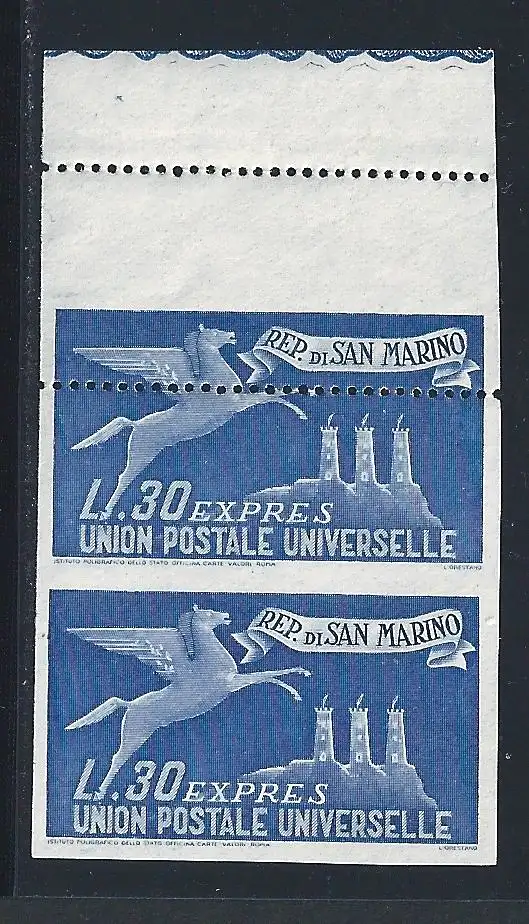 REP. DI SAN MARINO
L.30 EXPRES
UNION POSTALE UNIVERSELLE
ISTITUTO POLIGRAFICO DELLO STATO OFFICINA CARTE VALORI ROMA
L.ORESTANO
REP. DI SAN MARINO
L.30 EXPRES
UNION POSTALE UNIVERSELLE
ISTITUTO POLIGRAFICO DELLO STATO OFFICINA CARTE VALORI ROMA
L.ORESTANO